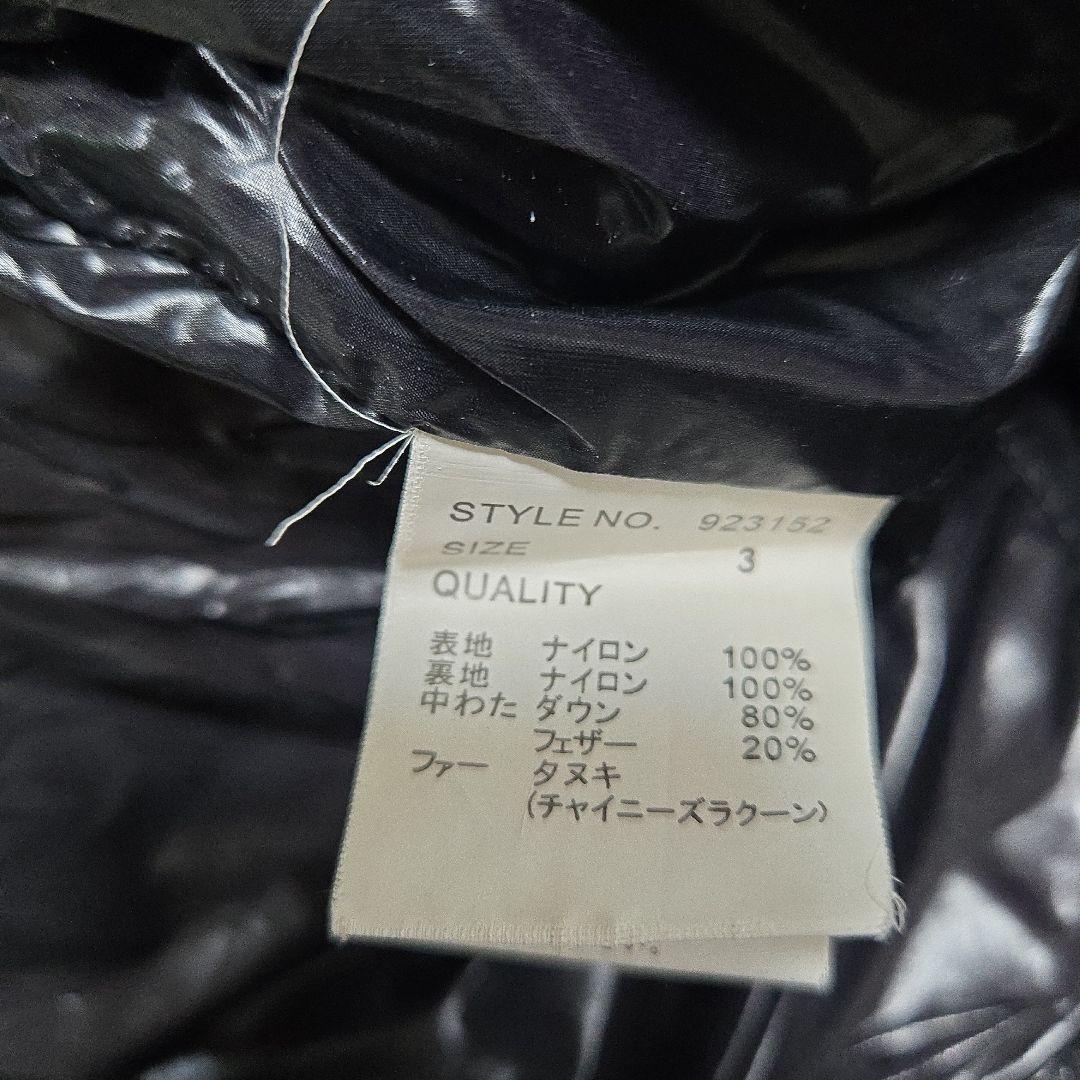 STYLE NO. 923152
SIZE 3
QUALITY
表地 ナイロン 100%
裏地 ナイロン 100%
中わた ダウン 80%
フェザー 20%
ファー タヌキ
(チャイニーズラクーン)